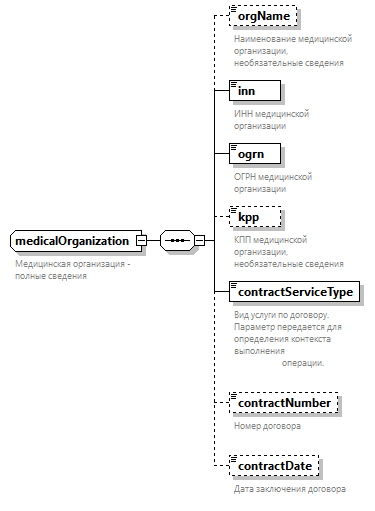 orgName
Наименование медицинской
организации,
необязательные сведения
inn
ИНН медицинской
организации
ogrn
ОГРН медицинской
организации
kpp
КПП медицинской
организации,
необязательные сведения
medicalOrganization
Медицинская организация -
полные сведения
contractServiceType
Вид услуги по договору.
Параметр передается для
определения контекста
выполнения
операции.
contractNumber
Номер договора
contractDate
Дата заключения договора